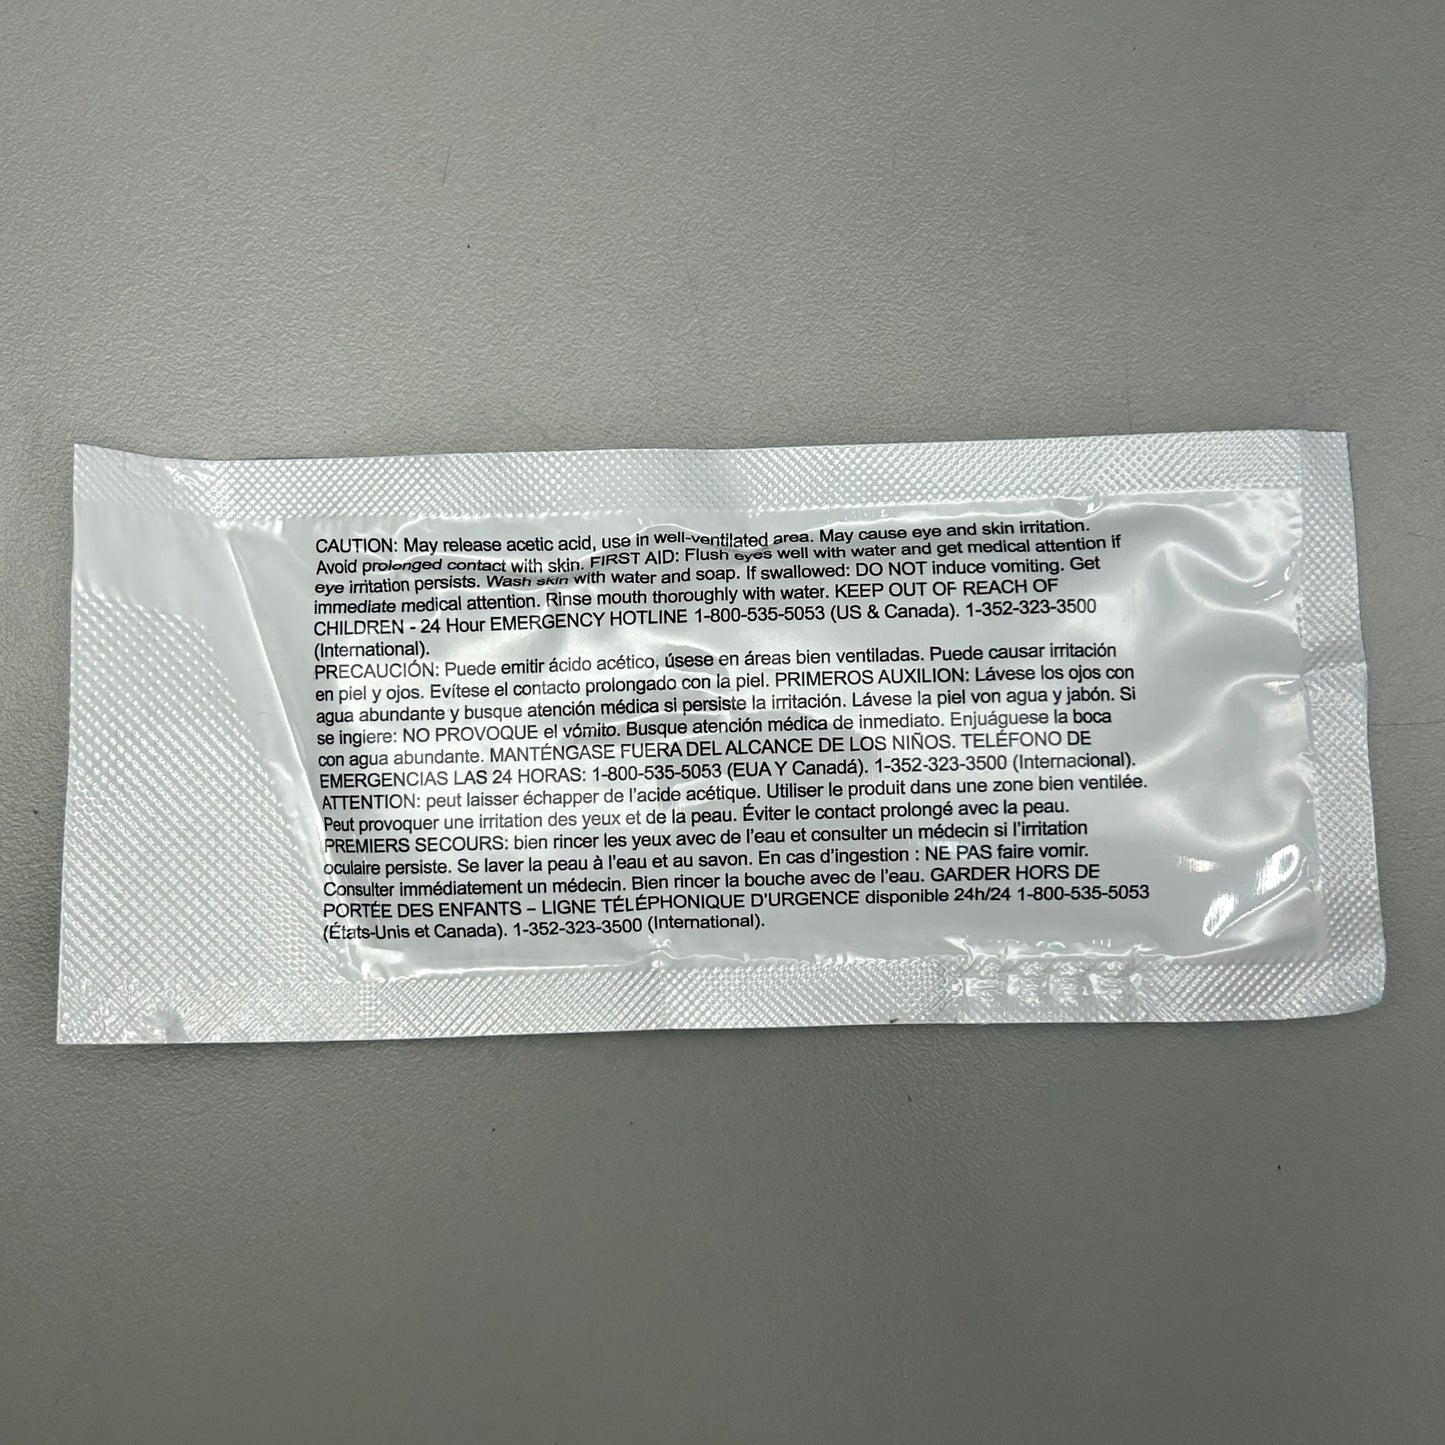 CAUTION: May release acetic acid, use in well-ventilated area. May cause eye and skin irritation.
Avoid prolonged contact with skin. FIRST AID: Flush eyes well with water and get medical attention if
eye irritation persists. Wash skin with water and soap. If swallowed: DO NOT induce vomiting. Get
immediate medical attention. Rinse mouth thoroughly with water. KEEP OUT OF REACH OF
CHILDREN - 24 Hour EMERGENCY HOTLINE 1-800-535-5053 (US & Canada). 1-352-323-3500
(International).
PRECAUCIÓN: Puede emitir ácido acético, úsese en áreas bien ventiladas. Puede causar irritación
en piel y ojos. Evítese el contacto prolongado con la piel. PRIMEROS AUXILION: Lávese los ojos con
agua abundante y busque atención médica si persiste la irritación. Lávese la piel von agua y jabón. Si
se ingiere: NO PROVOQUE el vómito. Busque atención médica de inmediato. Enjuáguese la boca
con agua abundante. MANTÉNGASE FUERA DEL ALCANCE DE LOS NIÑOS. TELÉFONO DE
EMERGENCIAS LAS 24 HORAS: 1-800-535-5053 (EUA Y Canadá). 1-352-323-3500 (Internacional).
ATTENTION: peut laisser échapper de l'acide acétique. Utiliser le produit dans une zone bien ventilée.
Peut provoquer une irritation des yeux et de la peau. Éviter le contact prolongé avec la peau.
PREMIERS SECOURS: bien rincer les yeux avec de l'eau et consulter un médecin si l'irritation
oculaire persiste. Se laver la peau à l'eau et au savon. En cas d'ingestion : NE PAS faire vomir.
Consulter immédiatement un médecin. Bien rincer la bouche avec de l'eau. GARDER HORS DE
PORTÉE DES ENFANTS – LIGNE TÉLÉPHONIQUE D'URGENCE disponible 24h/24 1-800-535-5053
(États-Unis et Canada). 1-352-323-3500 (International).